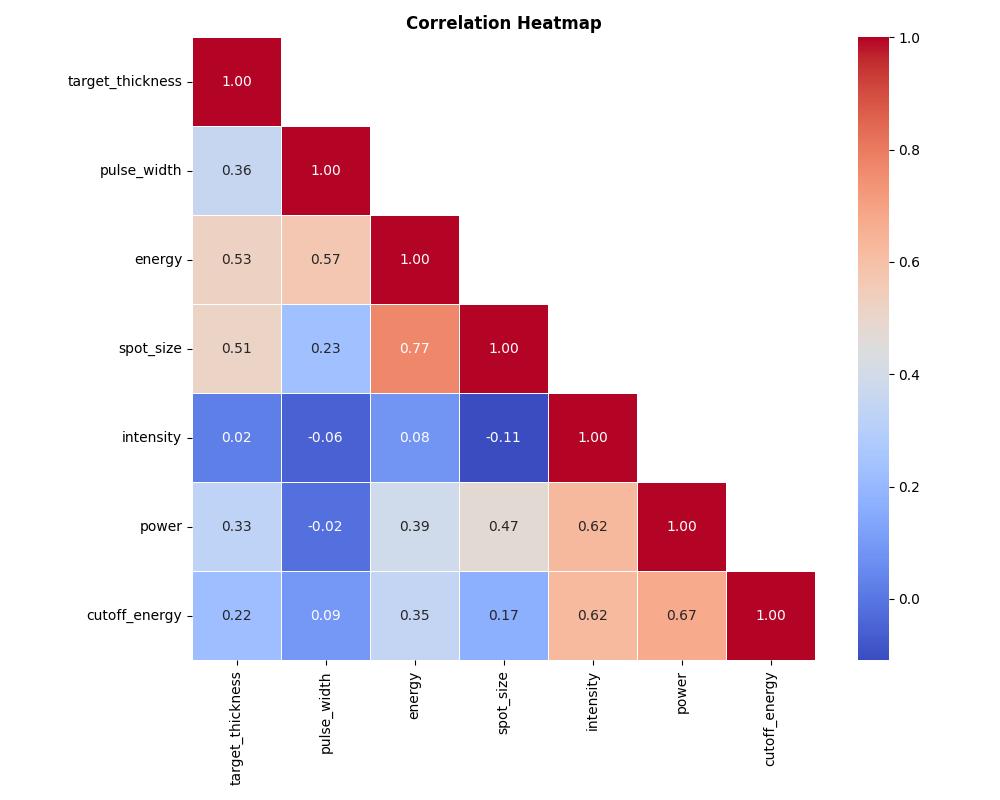 Correlation Heatmap
target_thickness 1.00
pulse_width 0.36 1.00
energy 0.53 0.57 1.00
spot_size 0.51 0.23 0.77 1.00
intensity 0.02 -0.06 0.08 -0.11 1.00
power 0.33 -0.02 0.39 0.47 0.62 1.00
cutoff_energy 0.22 0.09 0.35 0.17 0.62 0.67 1.00
target_thickness
pulse_width
energy
spot_size
intensity
power
cutoff_energy
1.0
0.8
0.6
0.4
0.2
0.0